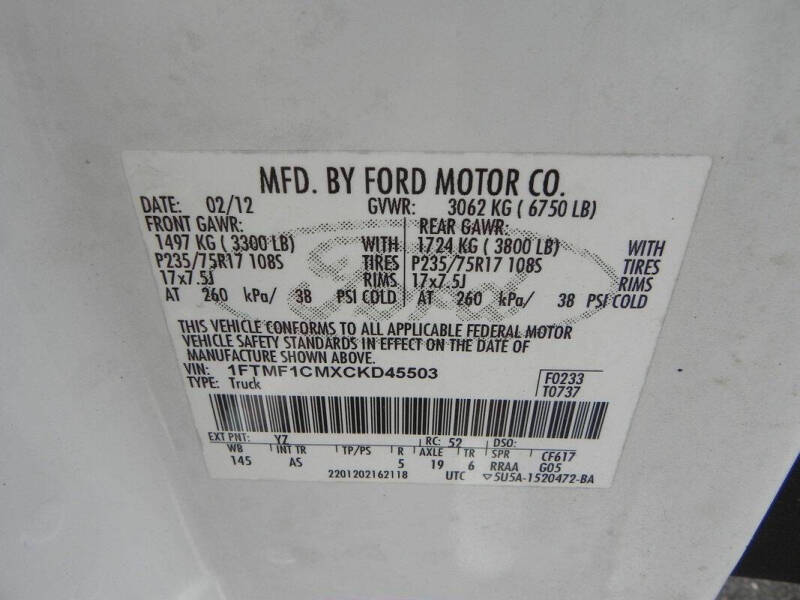 MFD. BY FORD MOTOR CO.
DATE: 02/12 GVWR: 3062 KG ( 6750 LB)
FRONT GAWR: REAR GAWR:
1497 KG ( 3300 LB) WITH 1724 KG ( 3800 LB) WITH
P235/75R17 108S TIRES P235/75R17 108S TIRES
17x7.5J RIMS 17x7.5J RIMS
AT 260 kPa/ 38 PSI COLD AT 260 kPa/ 38 PSI COLD
Ford
THIS VEHICLE CONFORMS TO ALL APPLICABLE FEDERAL MOTOR
VEHICLE SAFETY STANDARDS IN EFFECT ON THE DATE OF
MANUFACTURE SHOWN ABOVE.
VIN: 1FTMF1CMXCKD45503
TYPE: Truck
F0233
T0737
EXT PNT: YZ RC: 52 DSO:
WB INT TR TP/PS R AXLE TR SPR CF617
145 AS 5 19 6 RRAA G05
2201202162118 UTC ▽5U5A-1520472-BA